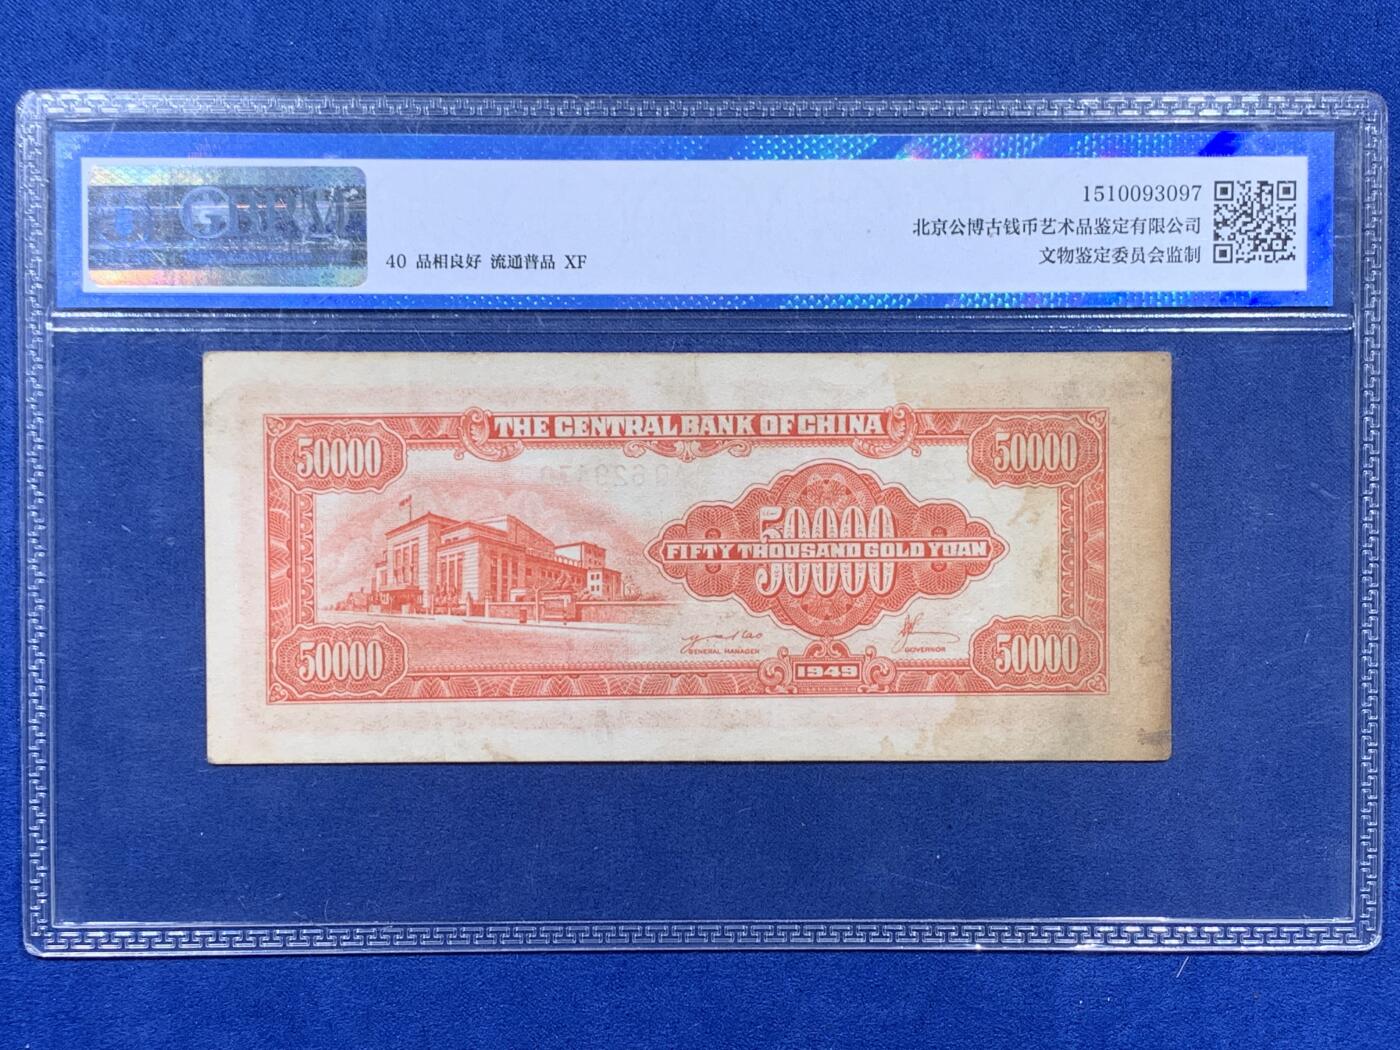 1510093097
北京公博古钱币艺术品鉴定有限公司
文物鉴定委员会监制
40 品相良好 流通普品 XF
THE CENTRAL BANK OF CHINA
50000
50000
50000
FIFTY THOUSAND GOLD YUAN
GENERAL MANAGER
GOVERNOR
50000
1949
50000